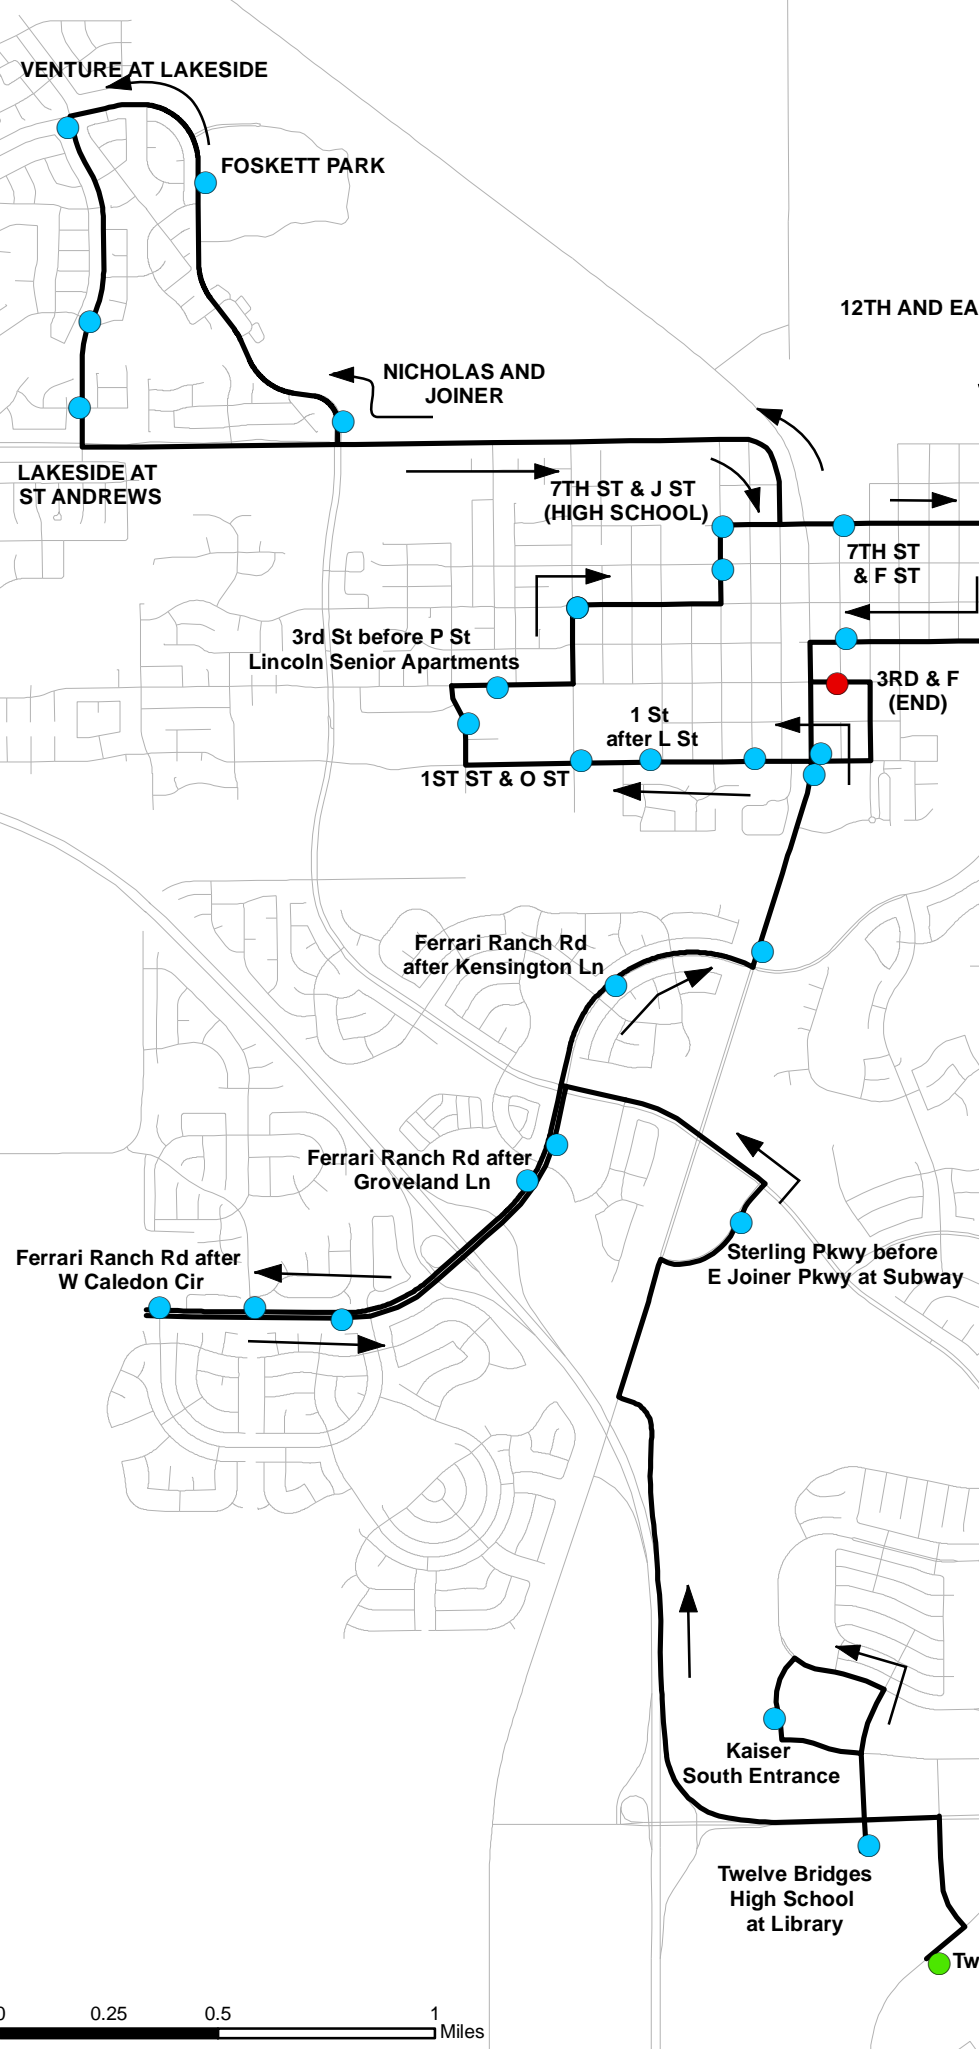 VENTURE AT LAKESIDE
FOSKETT PARK
12TH AND EA
NICHOLAS AND
JOINER
LAKESIDE AT
ST ANDREWS
7TH ST & J ST
(HIGH SCHOOL)
7TH ST
& F ST
3rd St before P St
Lincoln Senior Apartments
3RD & F
(END)
1 St
after L St
1ST ST & O ST
Ferrari Ranch Rd
after Kensington Ln
Ferrari Ranch Rd after
Groveland Ln
Ferrari Ranch Rd after
W Caledon Cir
Sterling Pkwy before
E Joiner Pkwy at Subway
Kaiser
South Entrance
Twelve Bridges
High School
at Library
Tw
0 0.25 0.5 1
Miles